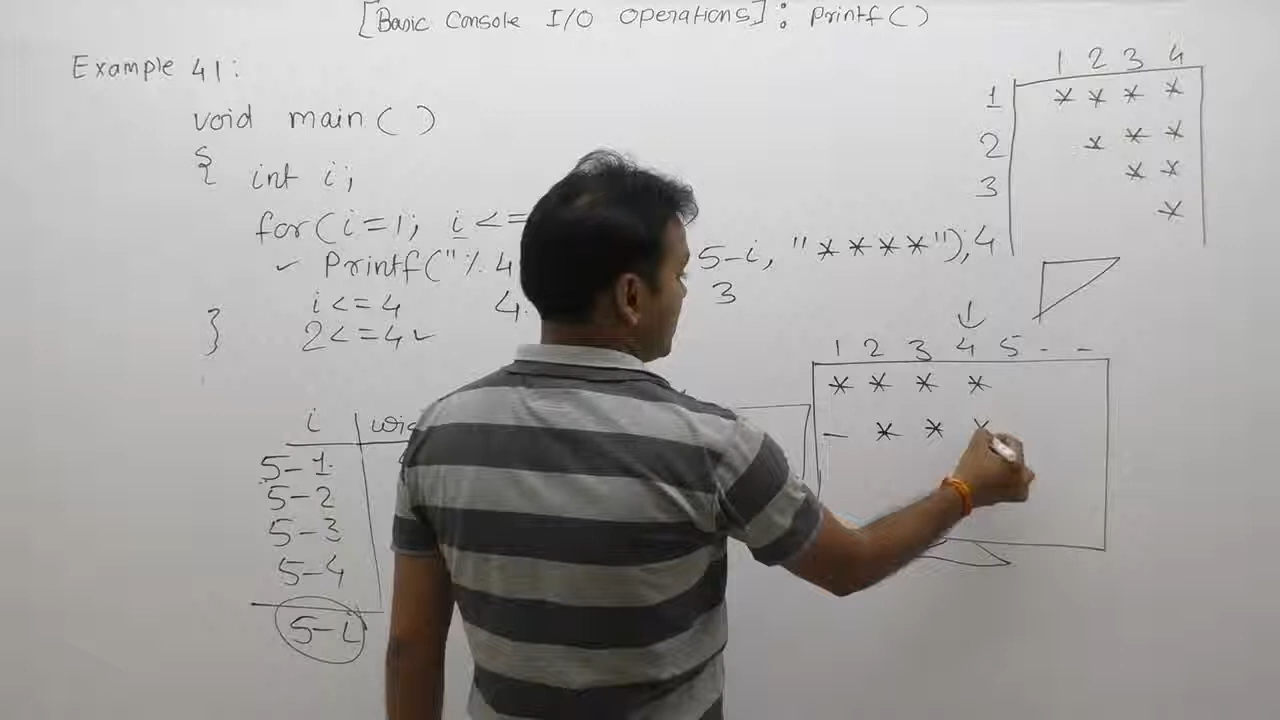 [Basic Console I/O Operations]: Printf()
Example 41:
void main()
{ int i;
for(i=1; i<=
✓ Printf("%.4 5-i, "****");
i<=4 4. 3
2<=4✓
}
i
5-1
5-2
5-3
5-4
5-i
1 2 3 4
1 * * * *
2 * * *
3 * *
4 *
1 2 3 4 5 - -
* * * *
- * * *